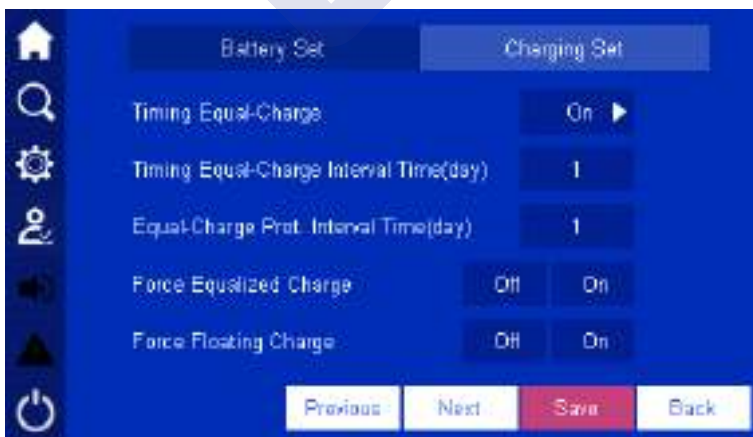 Battery Set Charging Set
Timing Equal-Charge On
Timing Equal-Charge Interval Time(day) 1
Equal-Charge Prot. Interval Time(day) 1
Force Equalized Charge Off On
Force Floating Charge Off On
Previous Next Save Back